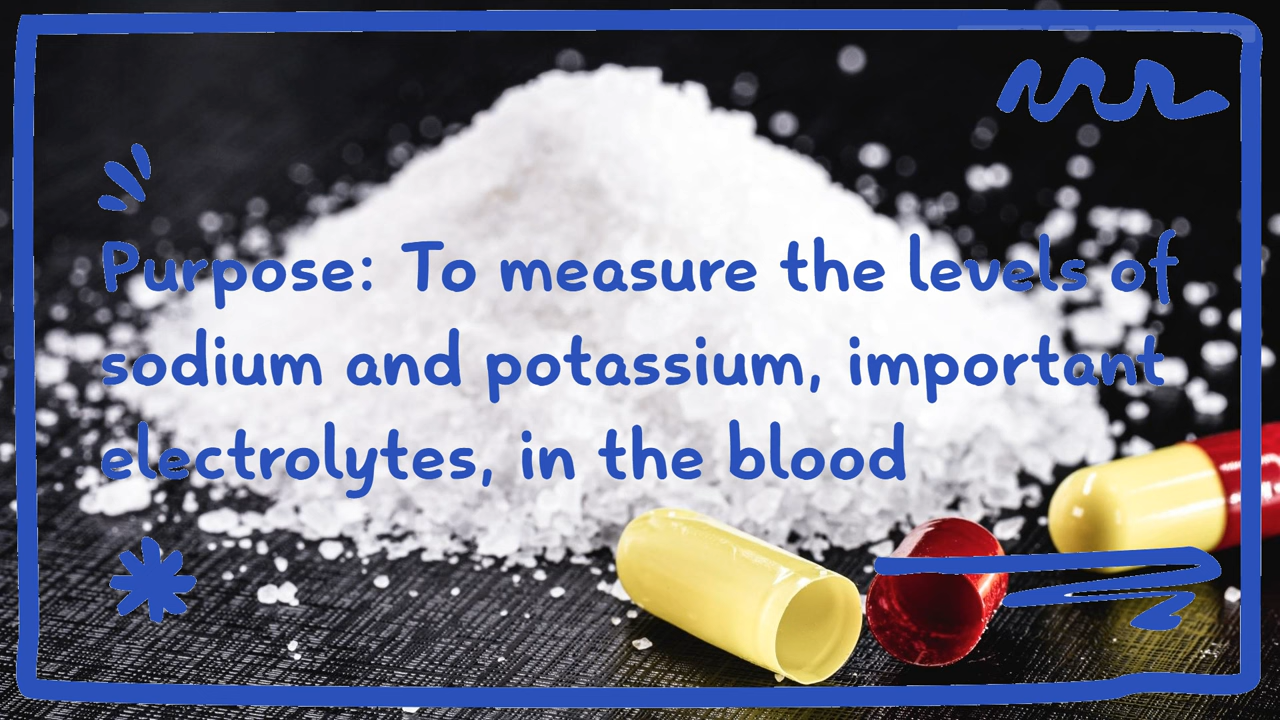 Purpose: To measure the levels of
sodium and potassium, important
electrolytes, in the blood